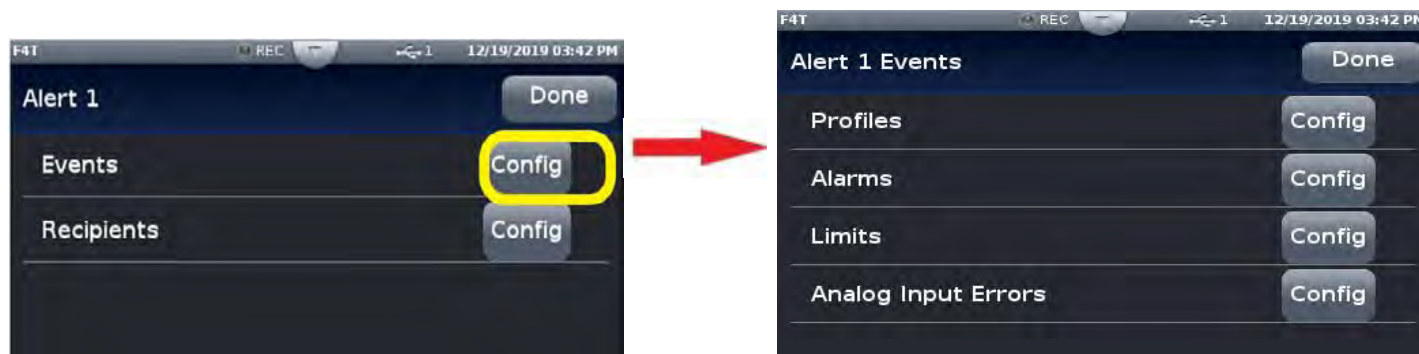 F4T REC 1 12/19/2019 03:42 PM
Alert 1 Done
Events Config
Recipients Config
F4T REC 1 12/19/2019 03:42 PM
Alert 1 Events Done
Profiles Config
Alarms Config
Limits Config
Analog Input Errors Config